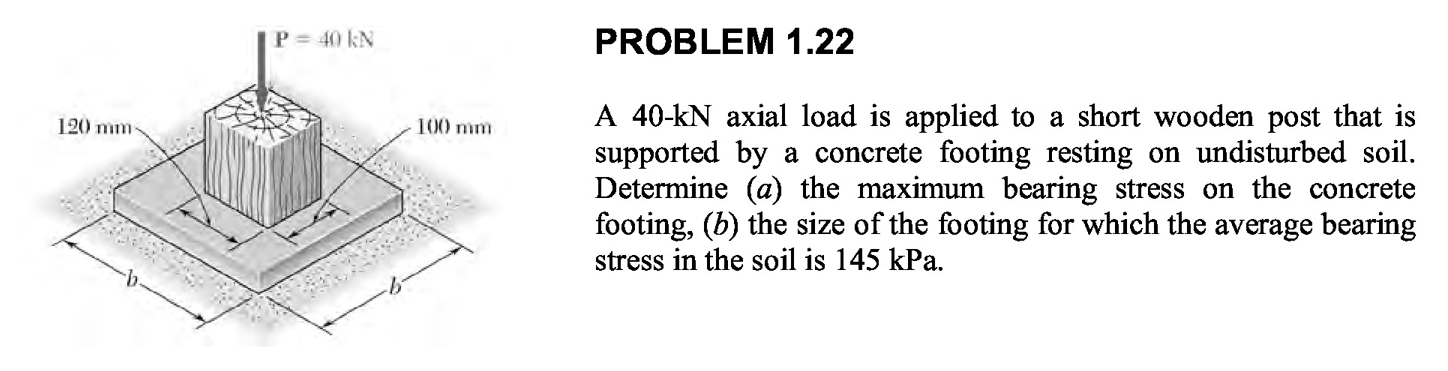 P = 40 kN
120 mm
100 mm
b
b
PROBLEM 1.22
A 40-kN axial load is applied to a short wooden post that is
supported by a concrete footing resting on undisturbed soil.
Determine (a) the maximum bearing stress on the concrete
footing, (b) the size of the footing for which the average bearing
stress in the soil is 145 kPa.